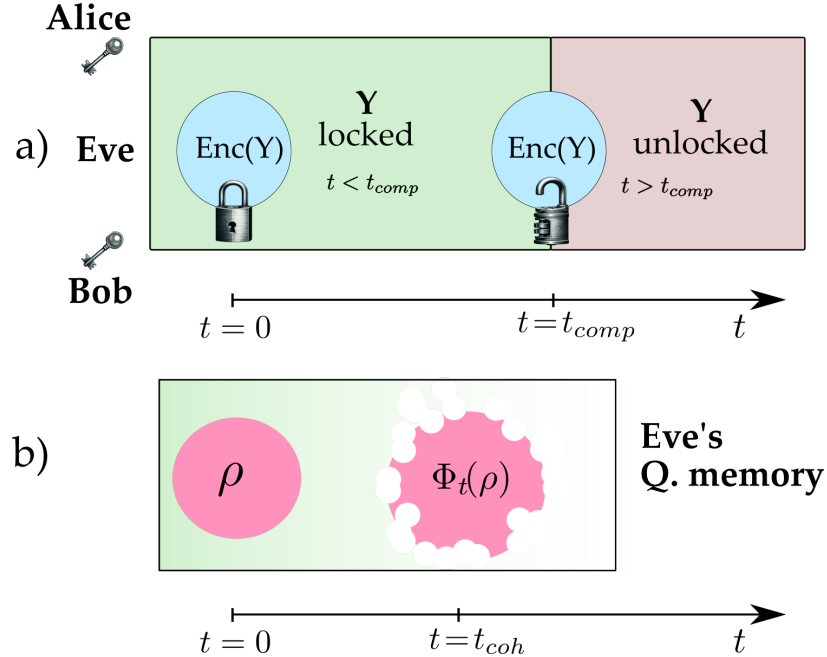 Alice
a)
Eve
Bob
Enc(Y)
Y
locked
t < t_comp
Enc(Y)
Y
unlocked
t > t_comp
t = 0
t = t_comp
t
b)
ρ
Φ_t(ρ)
Eve's
Q. memory
t = 0
t = t_coh
t